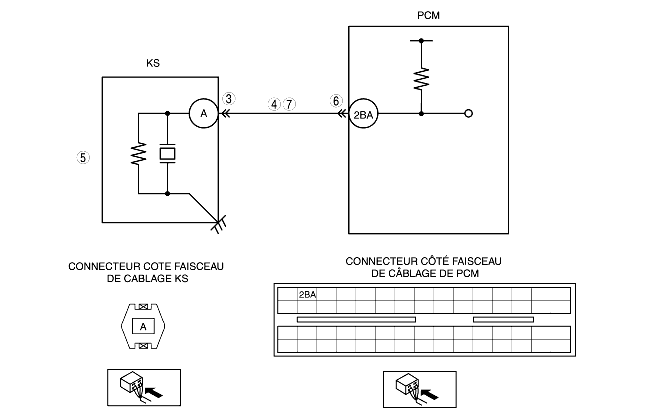 PCM
KS
A
③
④ ⑦
⑥
2BA
⑤
CONNECTEUR COTE FAISCEAU
DE CABLAGE KS
CONNECTEUR CÔTÉ FAISCEAU
DE CÂBLAGE DE PCM
2BA
A